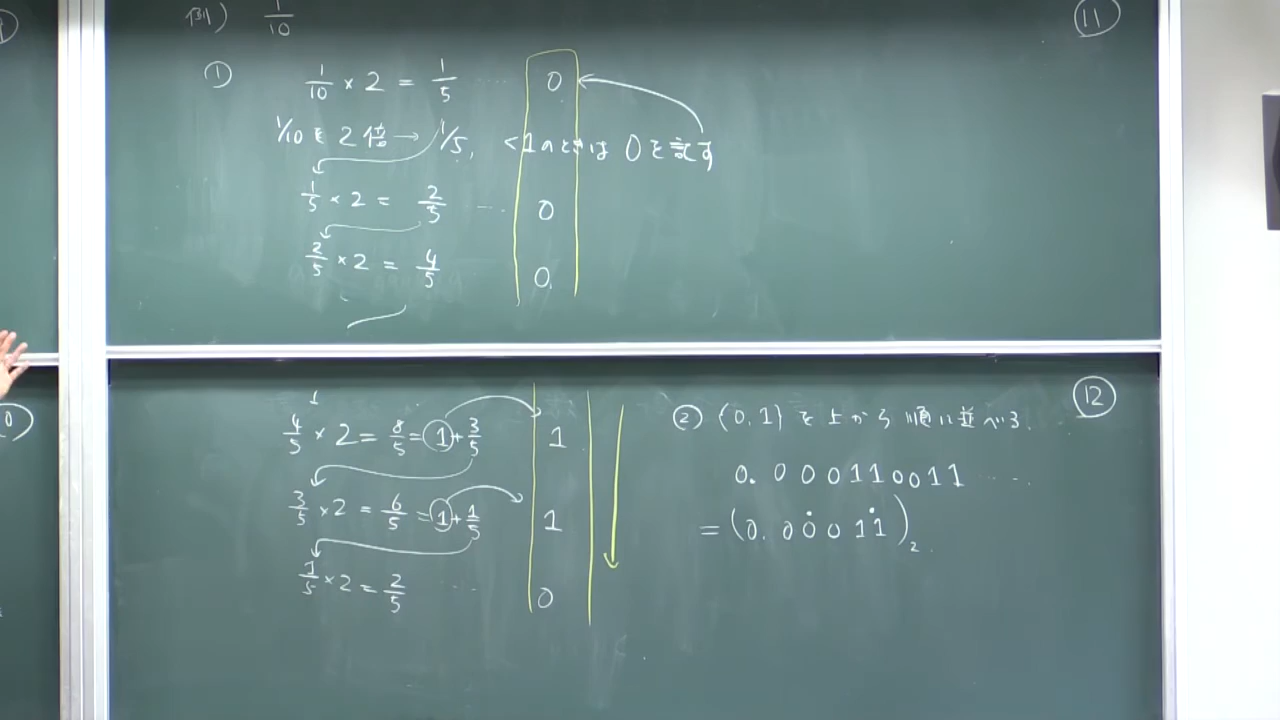 例) 1/10
⑪
① 1/10 × 2 = 1/5 ‥‥ 0
1/10を2倍→1/5, <1のときは0を記す
1/5 × 2 = 2/5 ‥‥ 0
2/5 × 2 = 4/5 0
4/5 × 2 = 8/5 = ①+3/5 1
3/5 × 2 = 6/5 = ①+1/5 1
1/5 × 2 = 2/5 ‥‥ 0
⑫
② {0,1}を上から順に並べる.
0.000110011‥‥
= (0.00̇011̇)₂.